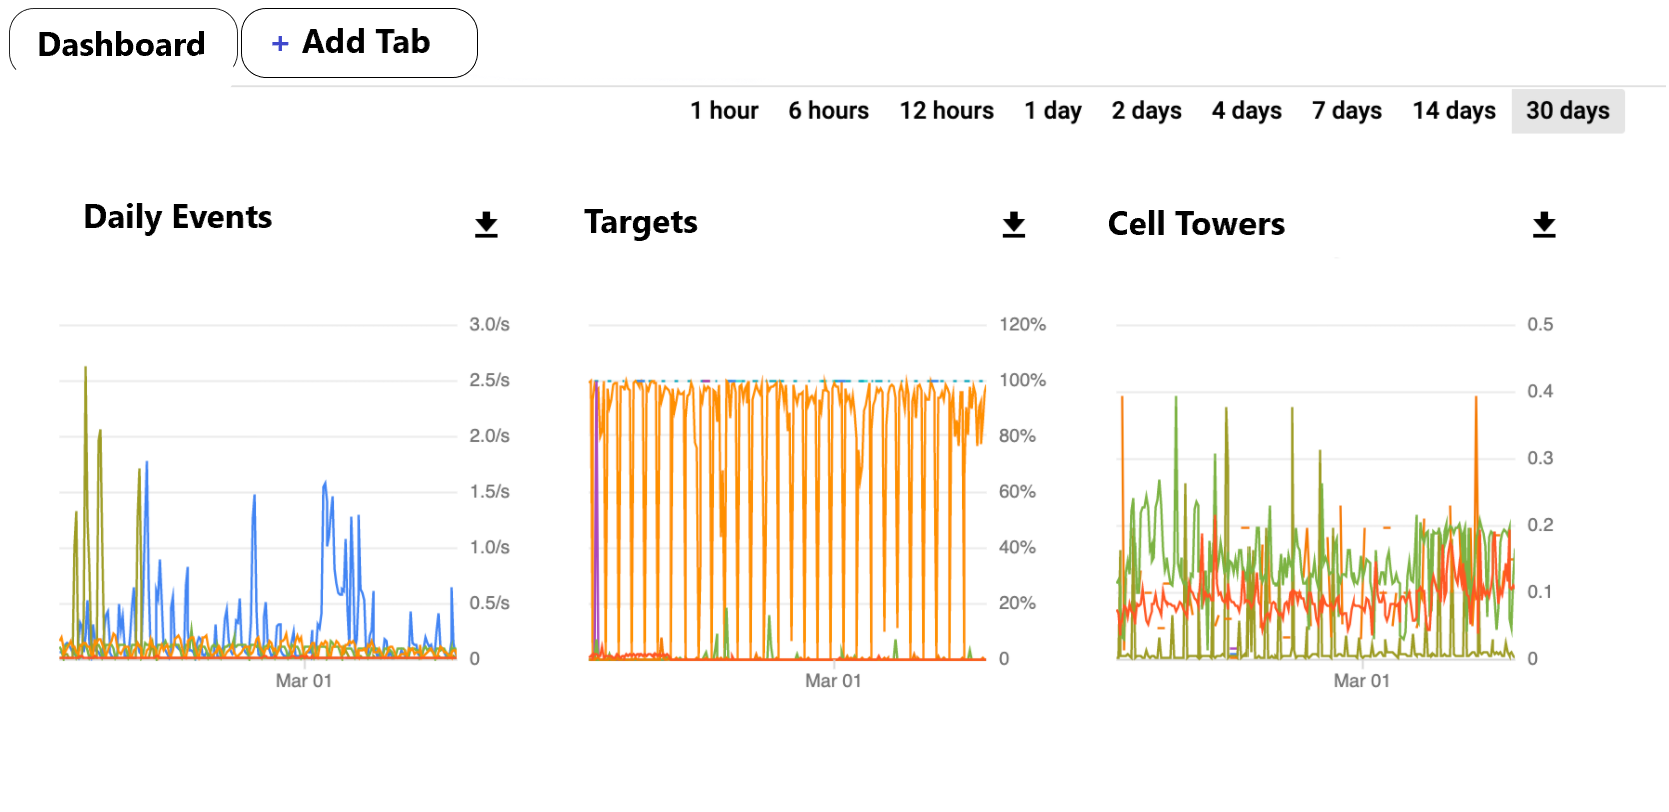 Dashboard
+ Add Tab
1 hour 6 hours 12 hours 1 day 2 days 4 days 7 days 14 days 30 days
Daily Events
Targets
Cell Towers
3.0/s
2.5/s
2.0/s
1.5/s
1.0/s
0.5/s
0
Mar 01
120%
100%
80%
60%
40%
20%
0
Mar 01
0.5
0.4
0.3
0.2
0.1
0
Mar 01